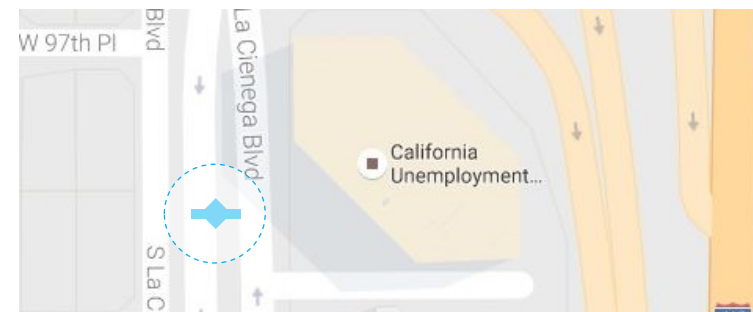 Blvd
W 97th Pl
La Cienega Blvd
California
Unemployment...
S La C